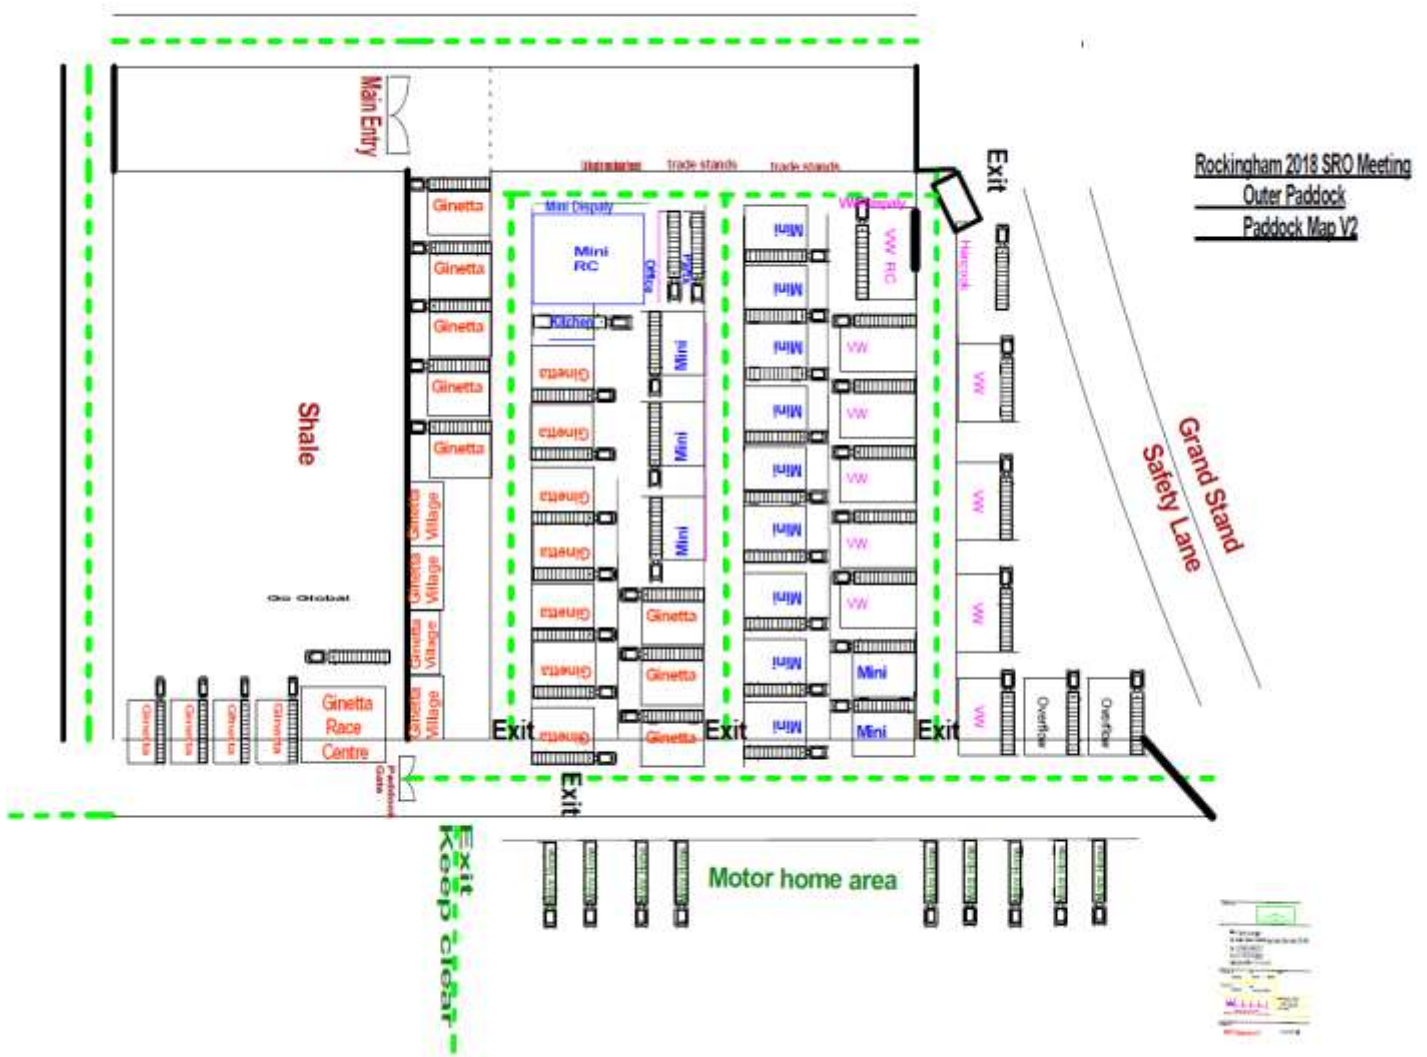 Rockingham 2018 SRO Meeting
Outer Paddock
Paddock Map V2
Main Entry
Exit
trade stands
trade stands
Mini Dispaly
Mini
RC
Office
Kitchen
VW RC
Hancook
Ginetta
Ginetta
Ginetta
Ginetta
Ginetta
Ginetta
Village
Ginetta
Village
Ginetta
Village
Ginetta
Village
Shale
Go Global
Ginetta
Ginetta
Ginetta
Ginetta
Ginetta
Race
Centre
Paddock
Gate
Ginetta
Ginetta
Ginetta
Ginetta
Ginetta
Ginetta
Ginetta
Mini
Mini
Mini
Ginetta
Ginetta
Ginetta
Mini
Mini
Mini
Mini
Mini
Mini
Mini
Mini
Mini
VW
VW
VW
VW
VW
Mini
Mini
VW
VW
VW
VW
Overflow
Overflow
Grand Stand
Safety Lane
Exit
Exit
Exit
Exit
Exit
Keep clear
Motor home area